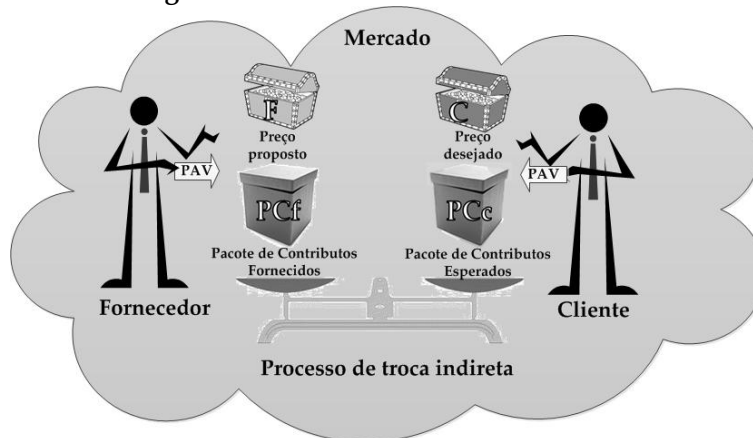 Mercado
F
C
Preço
proposto
Preço
desejado
PAV
PAV
PCf
PCc
Pacote de Contributos
Fornecidos
Pacote de Contributos
Esperados
Fornecedor
Cliente
Processo de troca indireta